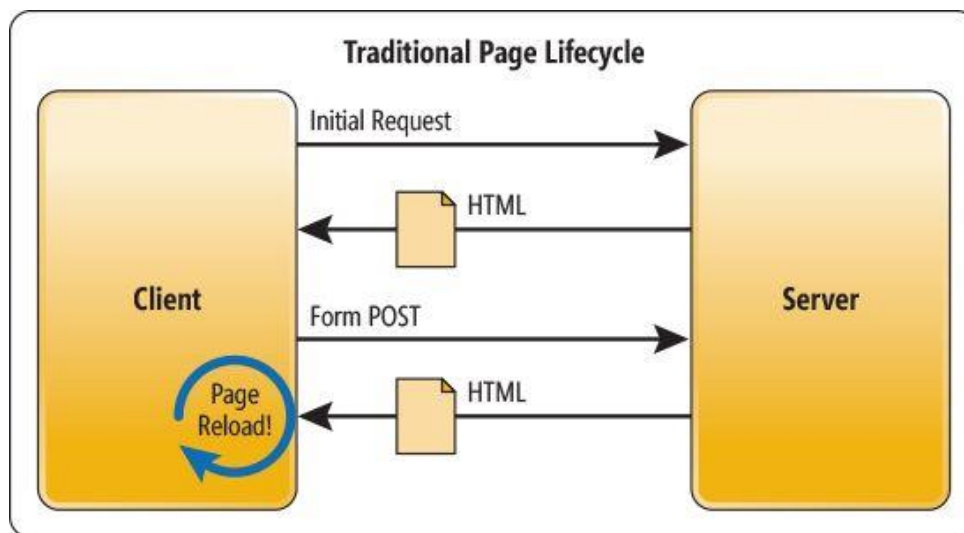 Traditional Page Lifecycle
Initial Request
HTML
Client
Server
Form POST
HTML
Page
Reload!